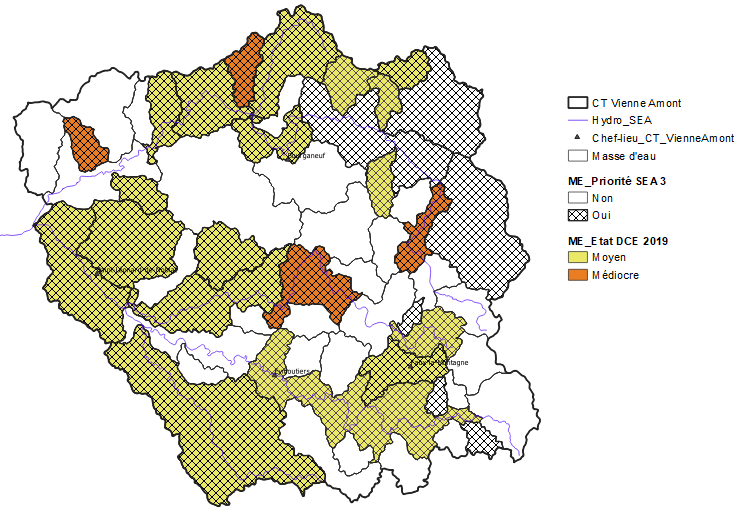 CT Vienne Amont
Hydro_SEA
Chef-lieu_CT_VienneAmont
Masse d'eau
ME_Priorité SEA 3
Non
Oui
ME_Etat DCE 2019
Moyen
Médiocre
Eymoutiers